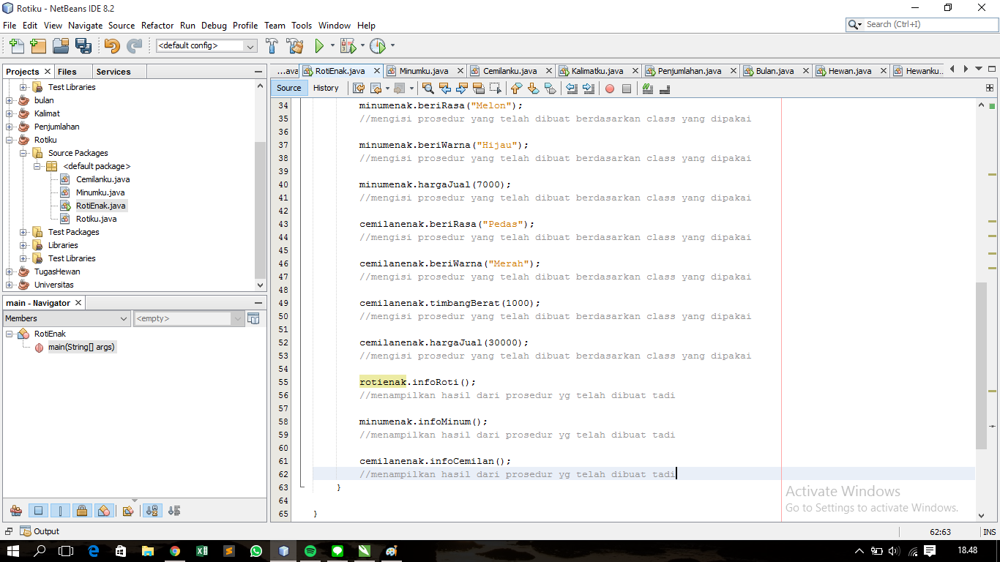 Rotiku - NetBeans IDE 8.2
File Edit View Navigate Source Refactor Run Debug Profile Team Tools Window Help
Search (Ctrl+I)
<default config>
Projects Files Services
...ava RotiEnak.java Minumku.java Cemilanku.java Kalimatku.java Penjumlahan.java Bulan.java Hewan.java Hewanku..
Source History
Test Libraries
bulan
Kalimat
Penjumlahan
Rotiku
Source Packages
<default package>
Cemilanku.java
Minumku.java
RotiEnak.java
Rotiku.java
Test Packages
Libraries
Test Libraries
TugasHewan
Universitas
main - Navigator
Members <empty>
RotiEnak
main(String[] args)
34 minumenak.beriRasa("Melon");
35 //mengisi prosedur yang telah dibuat berdasarkan class yang dipakai
36
37 minumenak.beriWarna("Hijau");
38 //mengisi prosedur yang telah dibuat berdasarkan class yang dipakai
39
40 minumenak.hargaJual(7000);
41 //mengisi prosedur yang telah dibuat berdasarkan class yang dipakai
42
43 cemilanenak.beriRasa("Pedas");
44 //mengisi prosedur yang telah dibuat berdasarkan class yang dipakai
45
46 cemilanenak.beriWarna("Merah");
47 //mengisi prosedur yang telah dibuat berdasarkan class yang dipakai
48
49 cemilanenak.timbangBerat(1000);
50 //mengisi prosedur yang telah dibuat berdasarkan class yang dipakai
51
52 cemilanenak.hargaJual(30000);
53 //mengisi prosedur yang telah dibuat berdasarkan class yang dipakai
54
55 rotienak.infoRoti();
56 //menampilkan hasil dari prosedur yg telah dibuat tadi
57
58 minumenak.infoMinum();
59 //menampilkan hasil dari prosedur yg telah dibuat tadi
60
61 cemilanenak.infoCemilan();
62 //menampilkan hasil dari prosedur yg telah dibuat tadi
63 }
64
65 }
Activate Windows
Go to Settings to activate Windows.
Output
62:63 INS
18.48